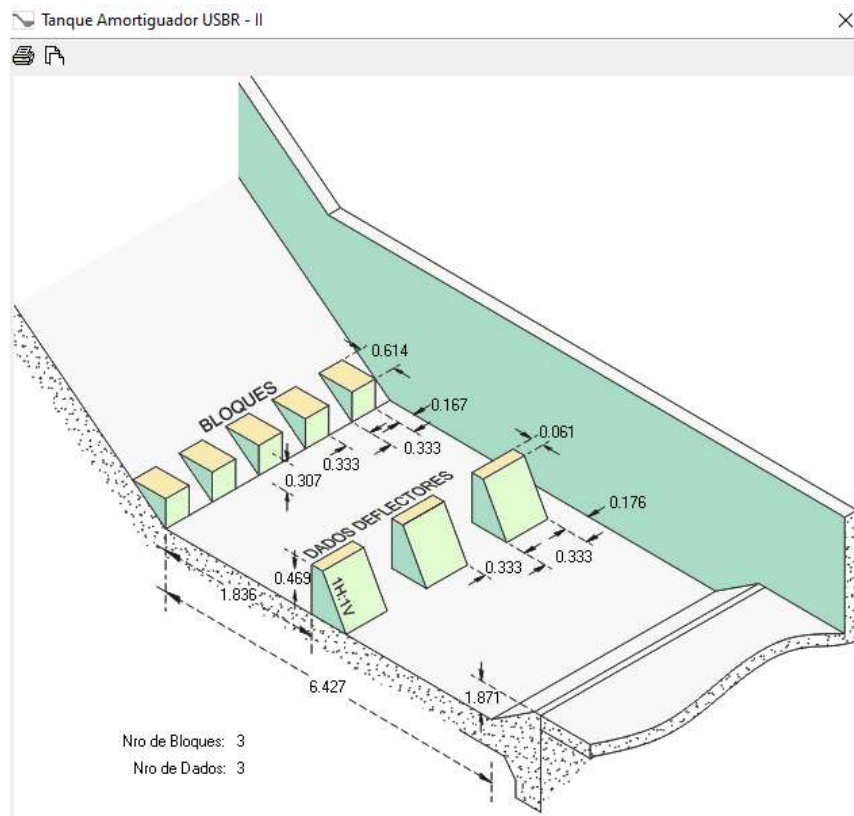 Tanque Amortiguador USBR - II
0.614
BLOQUES
0.167
0.061
0.333
0.333
0.307
DADOS DEFLECTORES
0.176
0.333
0.333
0.469
1H:1V
1.836
1.871
6.427
Nro de Bloques: 3
Nro de Dados: 3